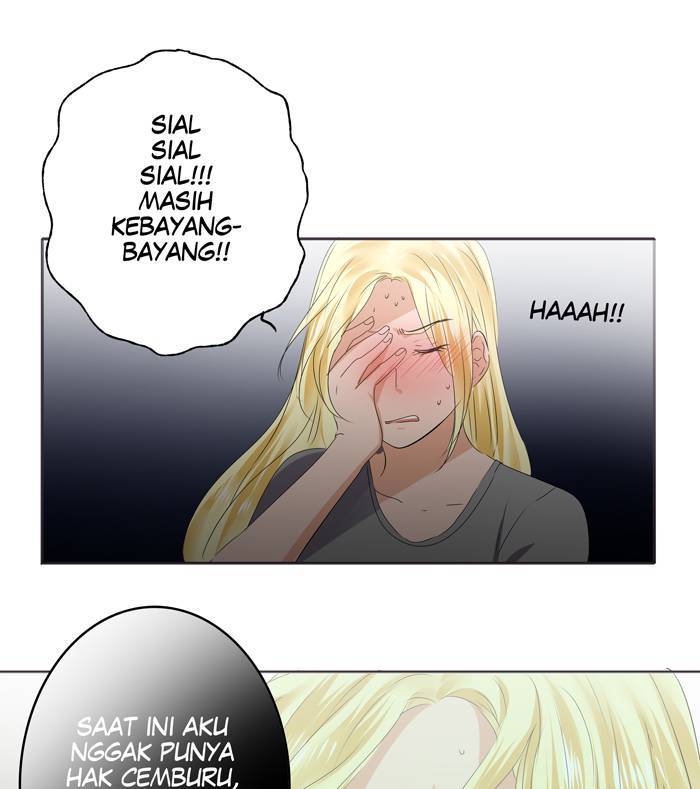 SIAL
SIAL
SIAL!!!
MASIH
KEBAYANG-
BAYANG!!
HAAAH!!
SAAT INI AKU
NGGAK PUNYA
HAK CEMBURU,